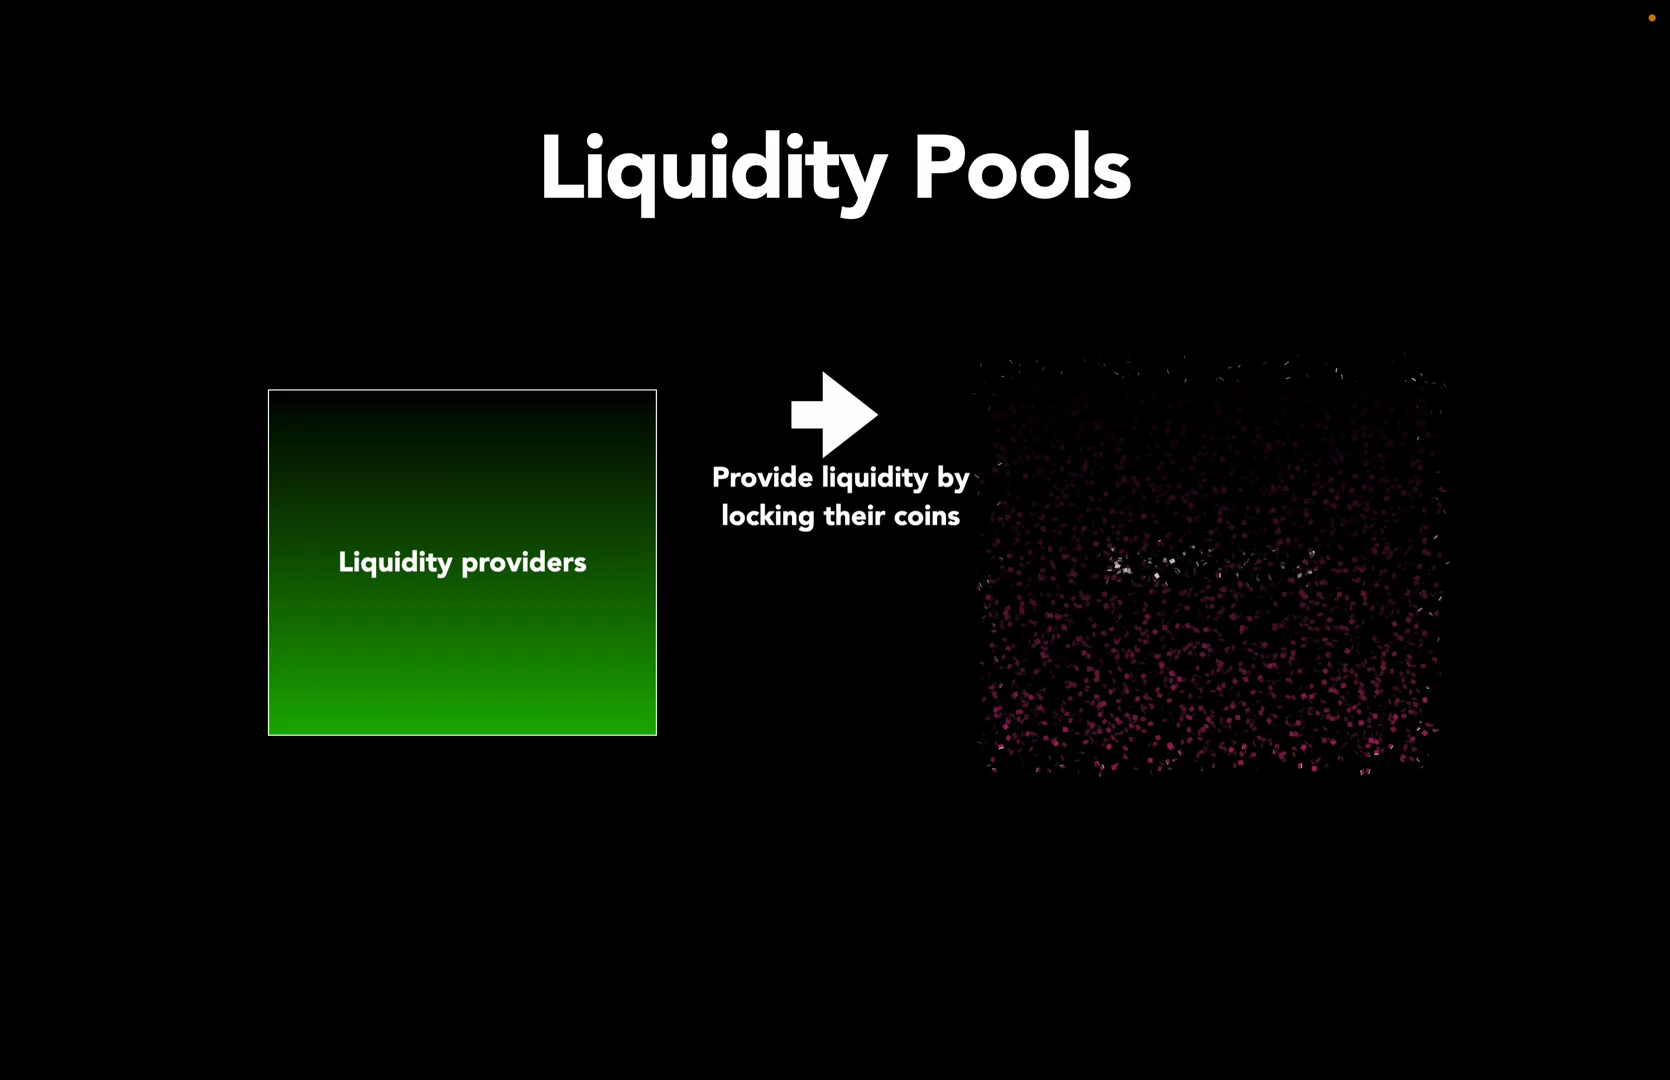 Liquidity Pools
Provide liquidity by
locking their coins
Liquidity providers